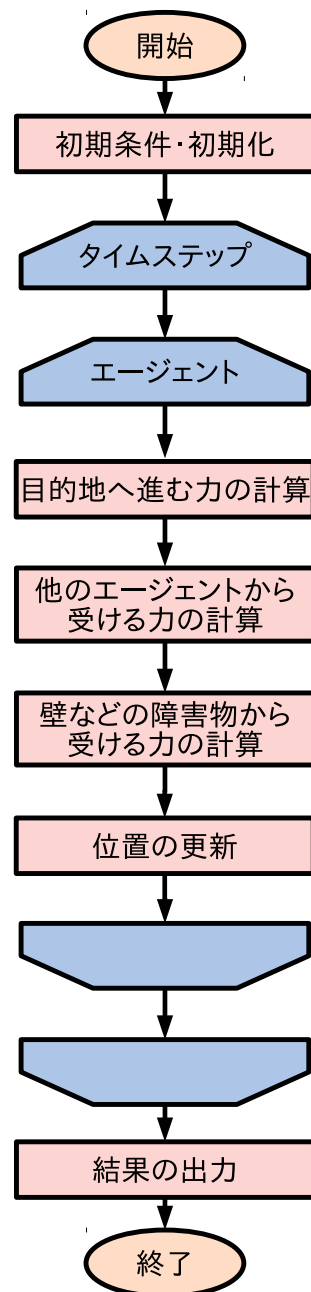 開始
初期条件・初期化
タイムステップ
エージェント
目的地へ進む力の計算
他のエージェントから
受ける力の計算
壁などの障害物から
受ける力の計算
位置の更新
結果の出力
終了